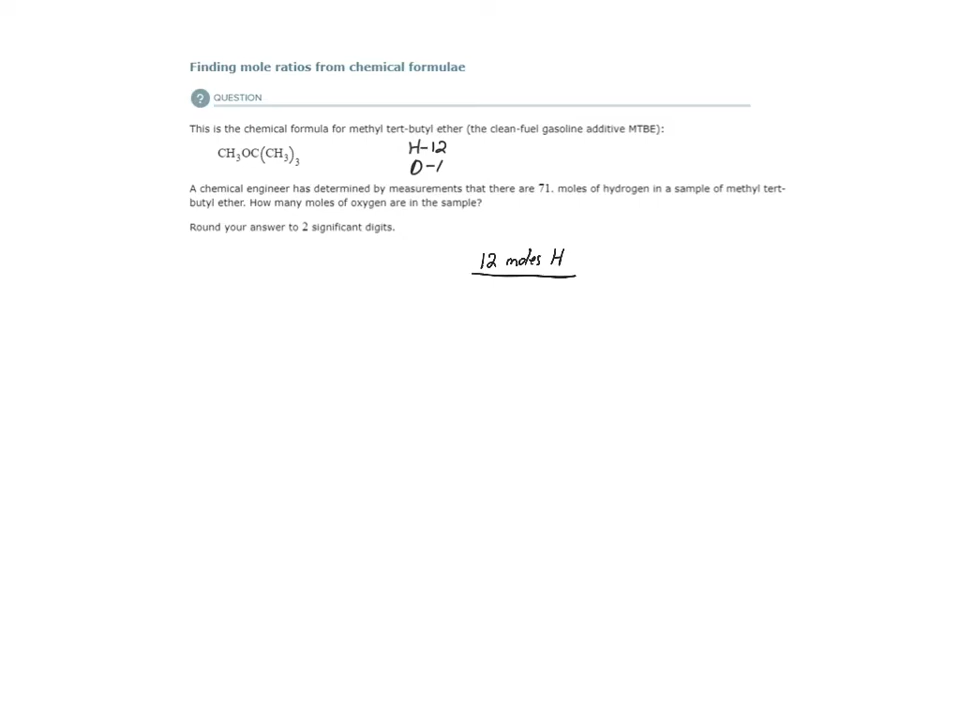 Finding mole ratios from chemical formulae
? QUESTION
This is the chemical formula for methyl tert-butyl ether (the clean-fuel gasoline additive MTBE):
CH₃OC(CH₃)₃
H-12
O-1
A chemical engineer has determined by measurements that there are 71. moles of hydrogen in a sample of methyl tert-
butyl ether. How many moles of oxygen are in the sample?
Round your answer to 2 significant digits.
12 moles H